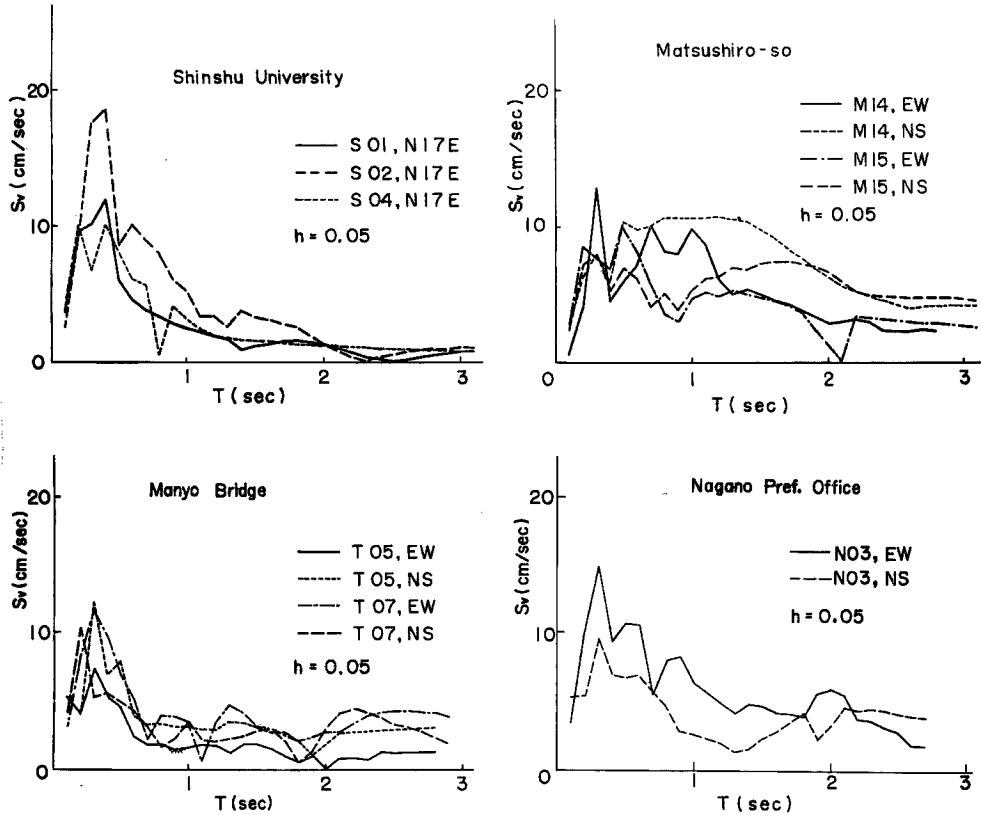 Shinshu University
Sv (cm/sec)
20
10
0
S01, N17E
S02, N17E
S04, N17E
h = 0.05
1
2
3
T (sec)
Matsushiro-so
Sv (cm/sec)
20
10
0
M14, EW
M14, NS
M15, EW
M15, NS
h = 0.05
0
1
2
3
T (sec)
Manyo Bridge
Sv (cm/sec)
20
10
0
T05, EW
T05, NS
T07, EW
T07, NS
h = 0.05
1
2
3
T (sec)
Nagano Pref. Office
Sv (cm/sec)
20
10
0
N03, EW
N03, NS
h = 0.05
1
2
3
T (sec)